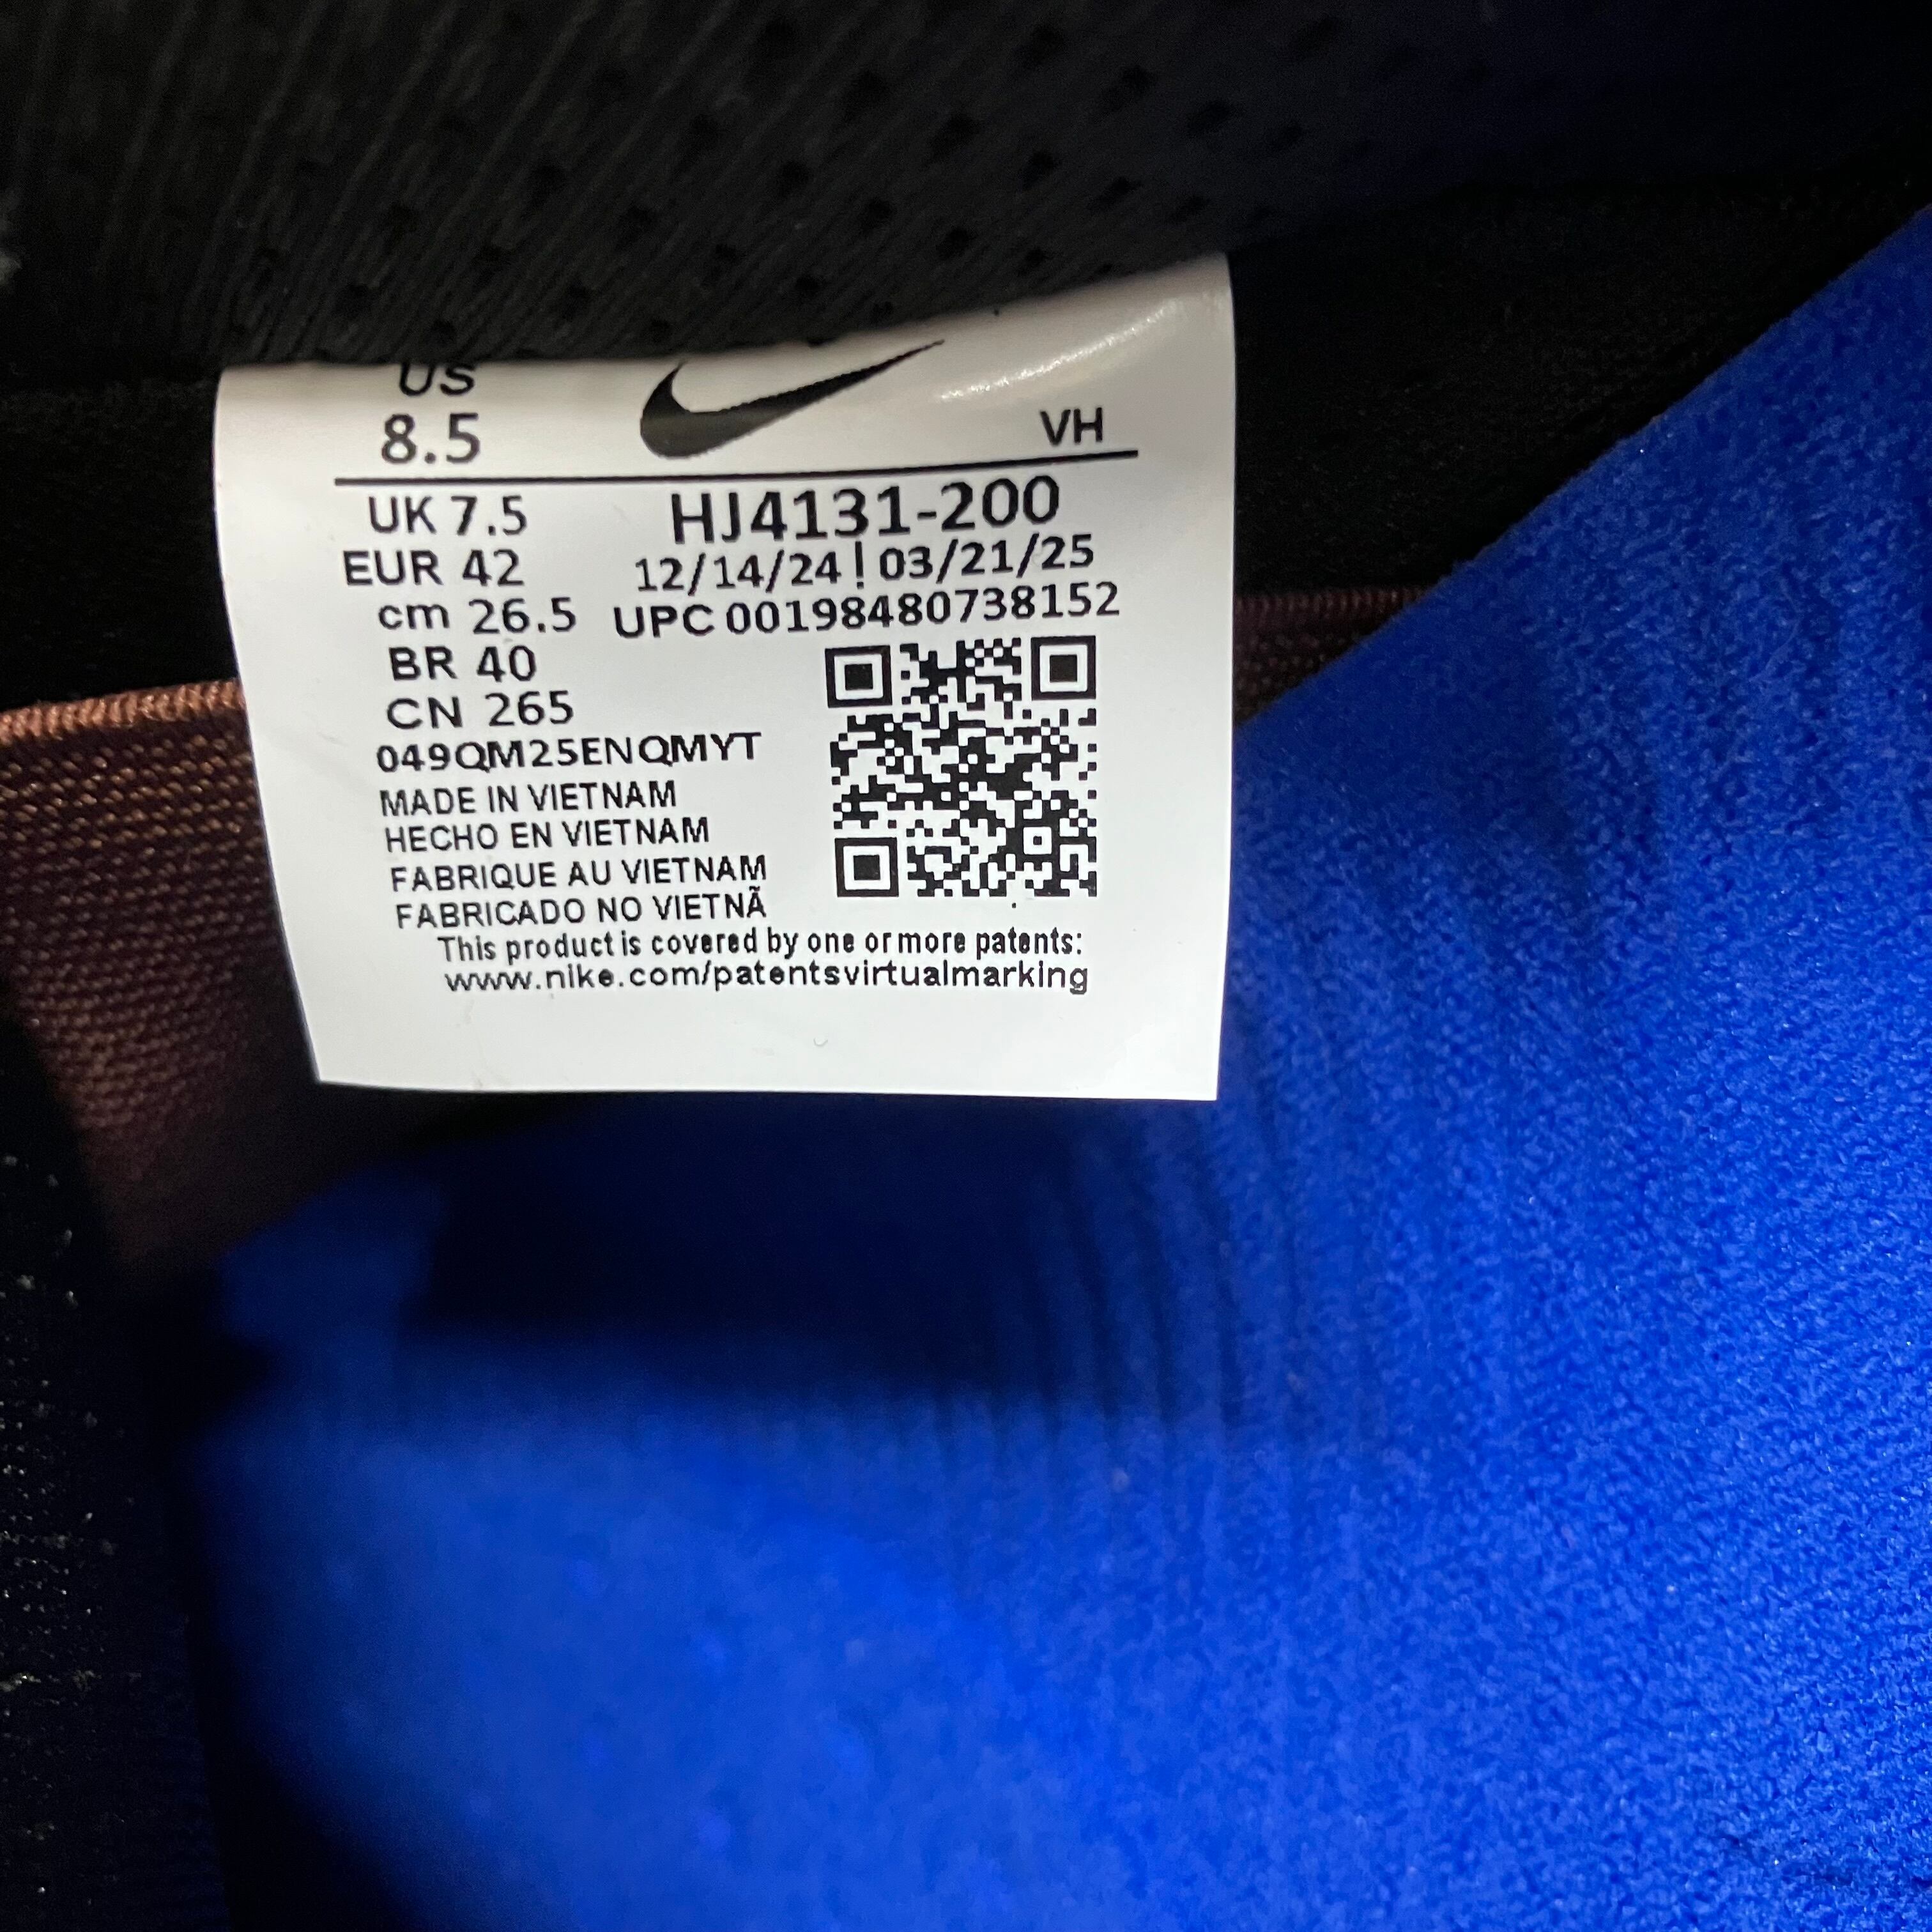 US
8.5
VH
UK 7.5
HJ4131-200
EUR 42
12/14/24 ! 03/21/25
cm 26.5
UPC 00198480738152
BR 40
CN 265
049QM25ENQMYT
MADE IN VIETNAM
HECHO EN VIETNAM
FABRIQUE AU VIETNAM
FABRICADO NO VIETNÃ
This product is covered by one or more patents:
www.nike.com/patentsvirtualmarking